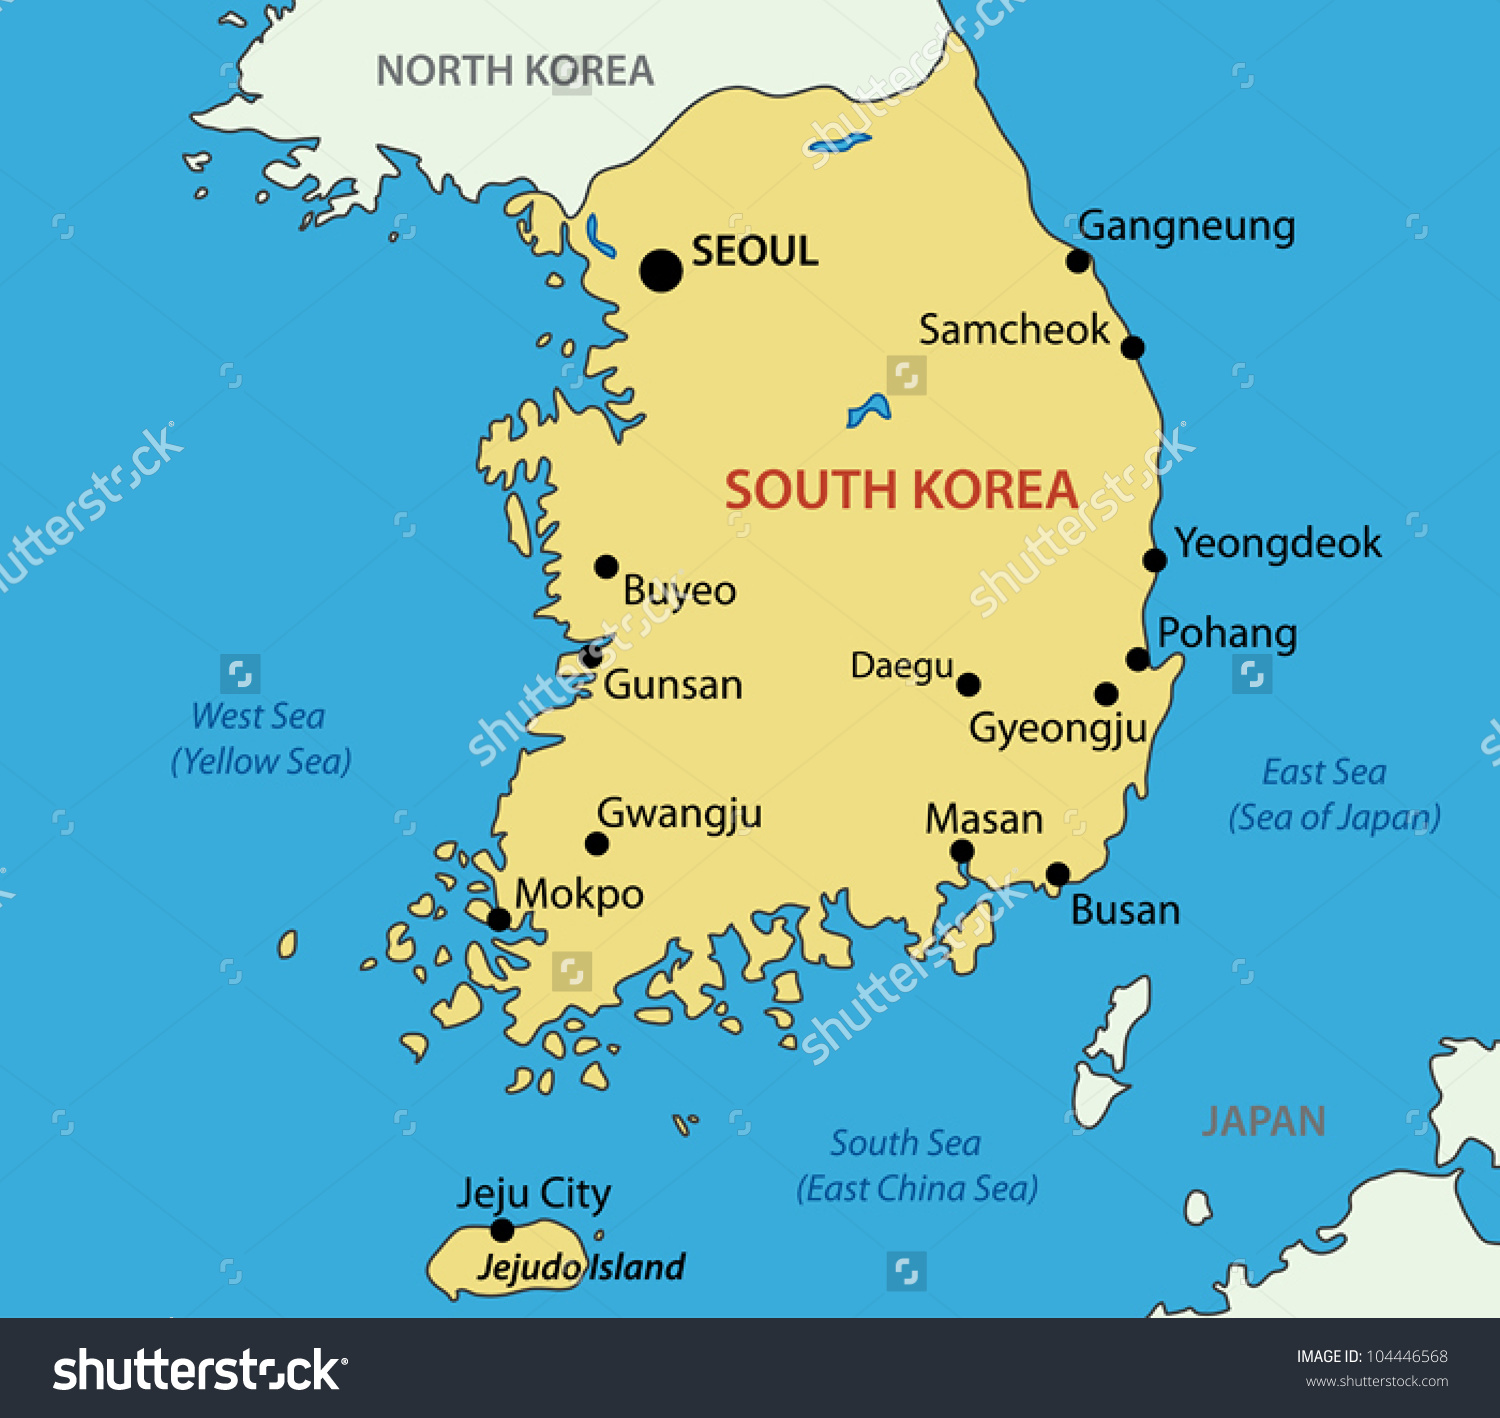 NORTH KOREA
SEOUL
Gangneung
Samcheok
SOUTH KOREA
Yeongdeok
Buyeo
Pohang
Daegu
Gunsan
Gyeongju
West Sea
(Yellow Sea)
East Sea
(Sea of Japan)
Gwangju
Masan
Mokpo
Busan
JAPAN
South Sea
(East China Sea)
Jeju City
Jejudo Island
shutterstock
shutterstock
shutterstock
shutterstock
shutterstock
shutterstock
IMAGE ID: 104446568
www.shutterstock.com